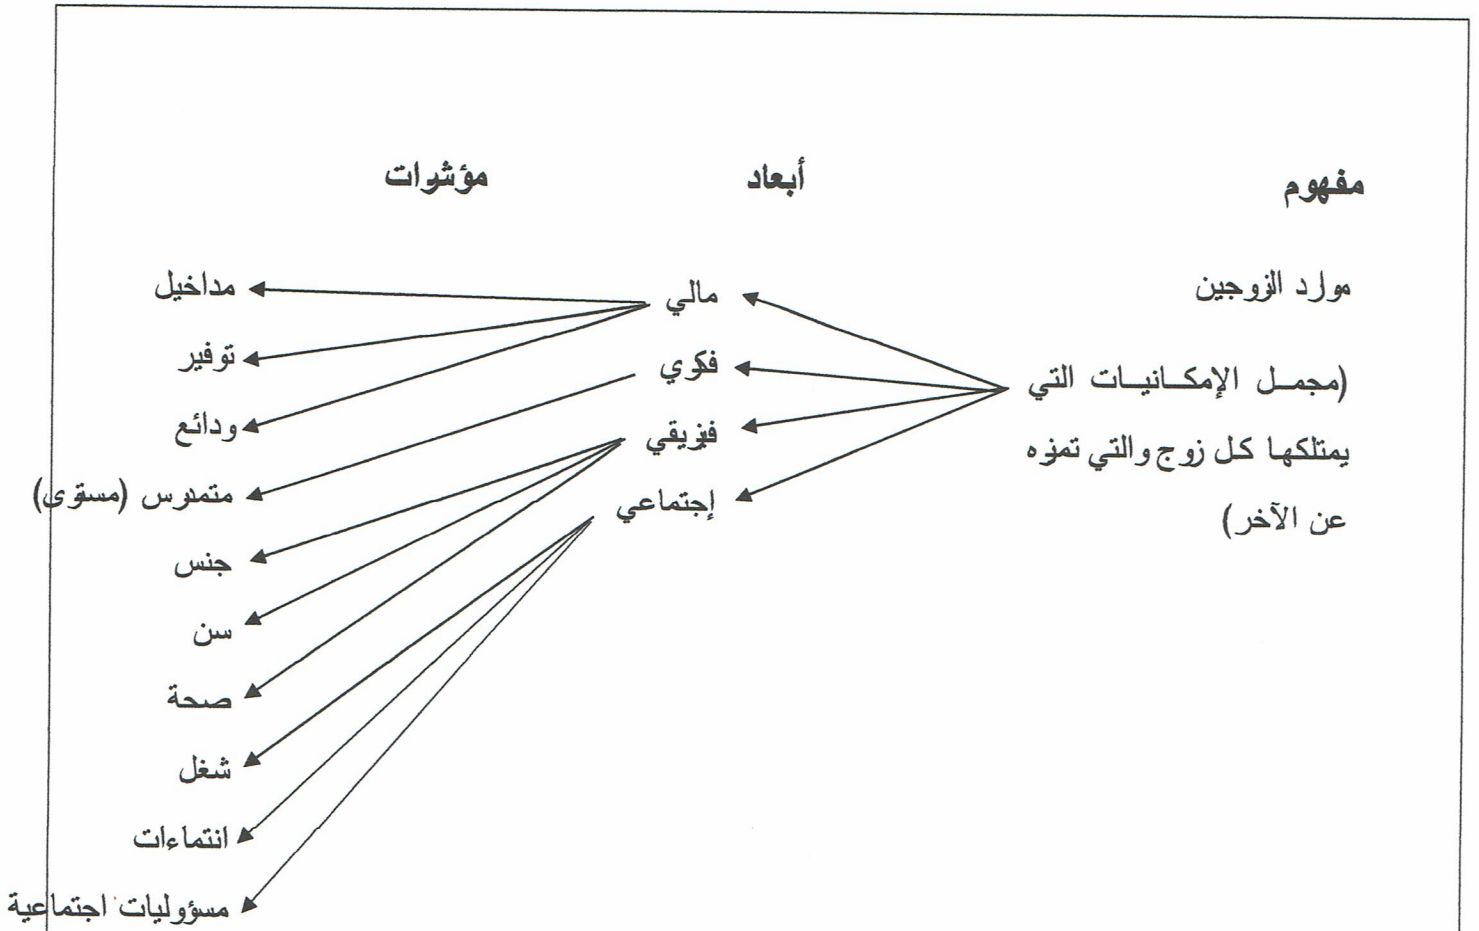 مفهوم أبعاد مؤشرات
موارد الزوجين
(مجمل الإمكانيات التي
يمتلكها كل زوج والتي تمزه
عن الآخر)
مالي
فكري
فيزيقي
إجتماعي
مداخيل
توفير
ودائع
متمدرس (مستوى)
جنس
سن
صحة
شغل
انتماءات
مسؤوليات اجتماعية